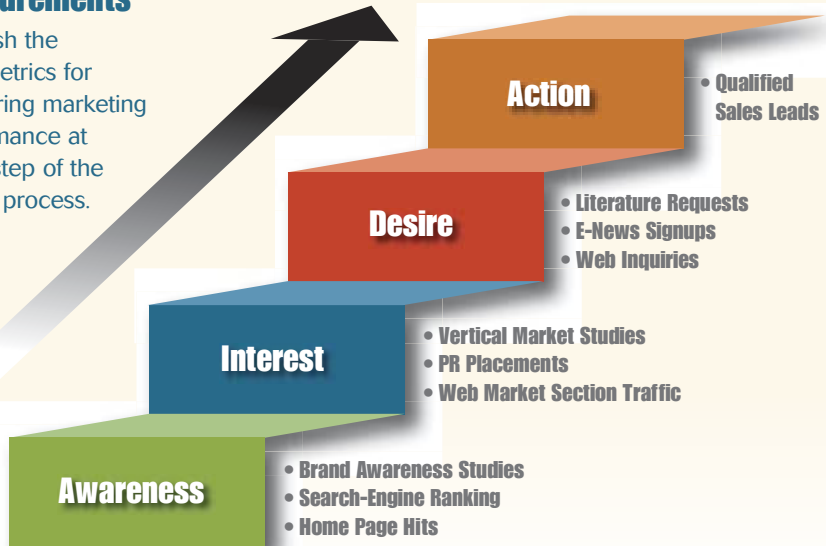 sh the
etrics for
ring marketing
mance at
step of the
process.
Action
• Qualified
Sales Leads
Desire
• Literature Requests
• E-News Signups
• Web Inquiries
Interest
• Vertical Market Studies
• PR Placements
• Web Market Section Traffic
Awareness
• Brand Awareness Studies
• Search-Engine Ranking
• Home Page Hits